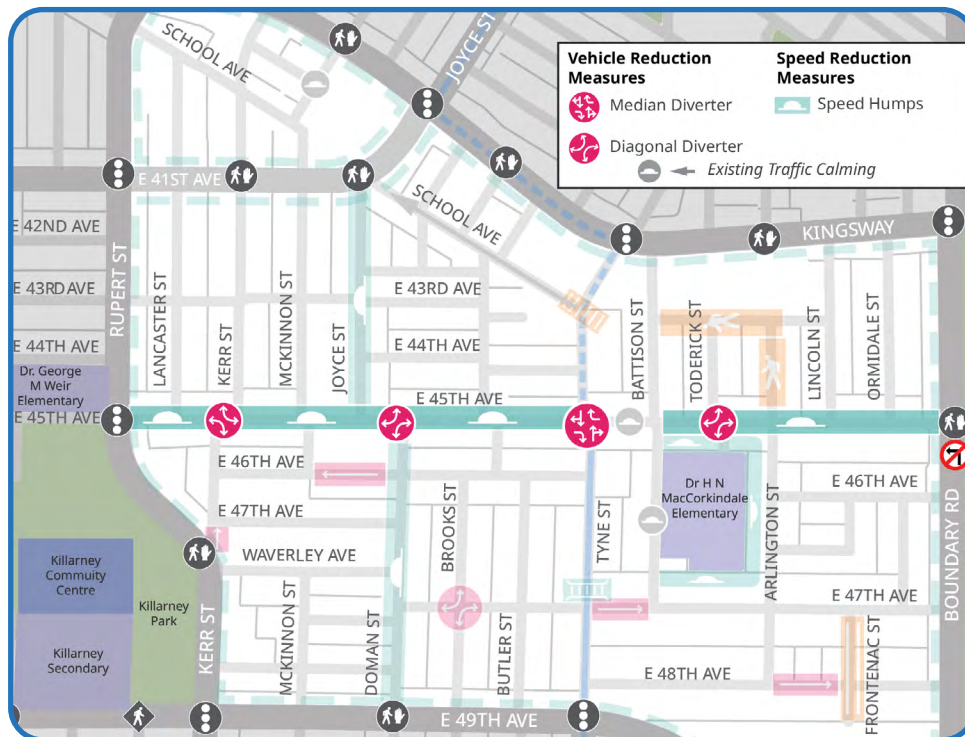 SCHOOL AVE
JOYCE ST
Vehicle Reduction
Measures
Median Diverter
Diagonal Diverter
Speed Reduction
Measures
Speed Humps
Existing Traffic Calming
E 41ST AVE
SCHOOL AVE
KINGSWAY
E 42ND AVE
E 43RD AVE
E 44TH AVE
RUPERT ST
LANCASTER ST
KERR ST
MCKINNON ST
JOYCE ST
E 43RD AVE
E 44TH AVE
E 45TH AVE
BATTISON ST
TODERICK ST
LINCOLN ST
ORMIDALE ST
Dr. George
M Weir
Elementary
E 45TH AVE
E 46TH AVE
E 47TH AVE
WAVERLEY AVE
BROOKS ST
TYNE ST
Dr H N
MacCorkindale
Elementary
ARLINGTON ST
E 46TH AVE
E 47TH AVE
BOUNDARY RD
Killarney
Commuity
Centre
Killarney
Park
Killarney
Secondary
KERR ST
MCKINNON ST
DOMAN ST
BUTLER ST
E 48TH AVE
FRONTENAC ST
E 49TH AVE